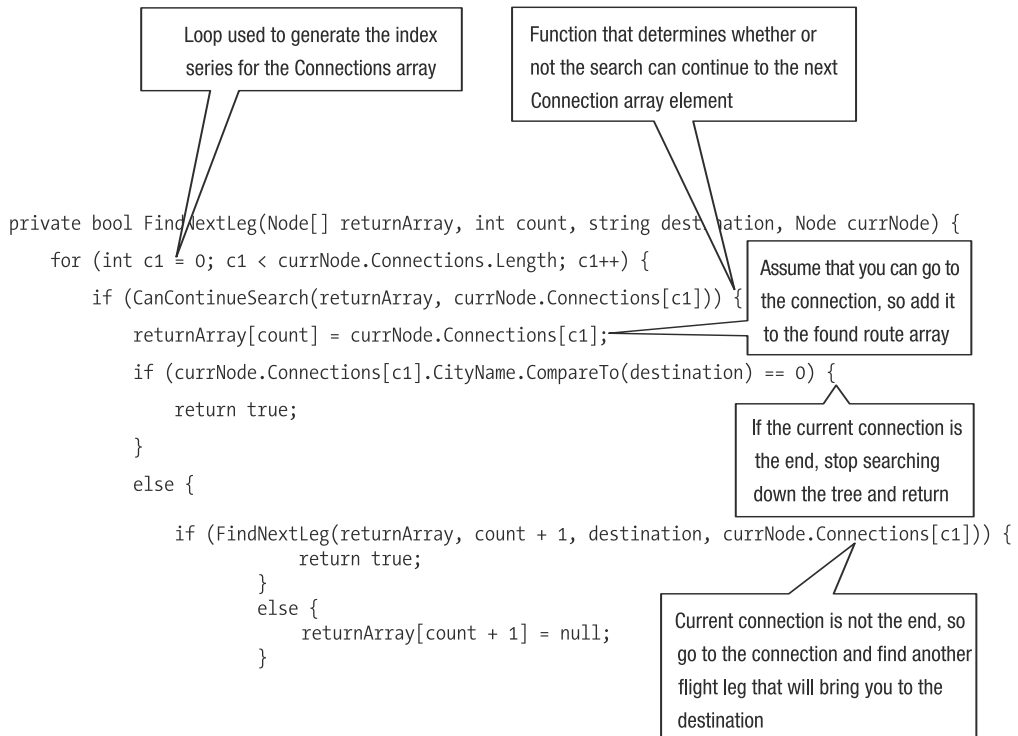 Loop used to generate the index
series for the Connections array
Function that determines whether or
not the search can continue to the next
Connection array element
private bool FindNextLeg(Node[] returnArray, int count, string destination, Node currNode) {
for (int c1 = 0; c1 < currNode.Connections.Length; c1++) {
if (CanContinueSearch(returnArray, currNode.Connections[c1])) {
Assume that you can go to
the connection, so add it
to the found route array
returnArray[count] = currNode.Connections[c1];
if (currNode.Connections[c1].CityName.CompareTo(destination) == 0) {
return true;
}
If the current connection is
the end, stop searching
down the tree and return
else {
if (FindNextLeg(returnArray, count + 1, destination, currNode.Connections[c1])) {
return true;
}
else {
returnArray[count + 1] = null;
}
Current connection is not the end, so
go to the connection and find another
flight leg that will bring you to the
destination